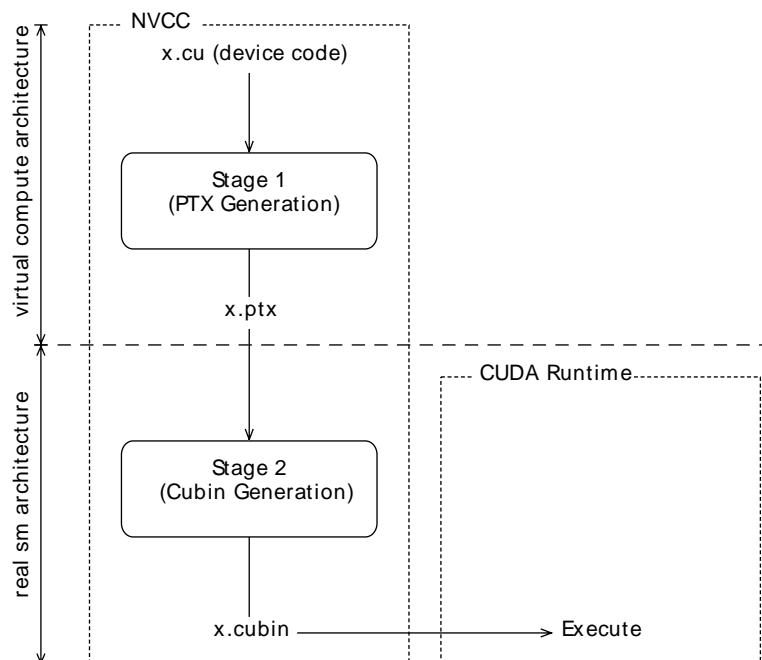 NVCC
x.cu (device code)
virtual compute architecture
Stage 1
(PTX Generation)
x.ptx
CUDA Runtime
real sm architecture
Stage 2
(Cubin Generation)
x.cubin
Execute